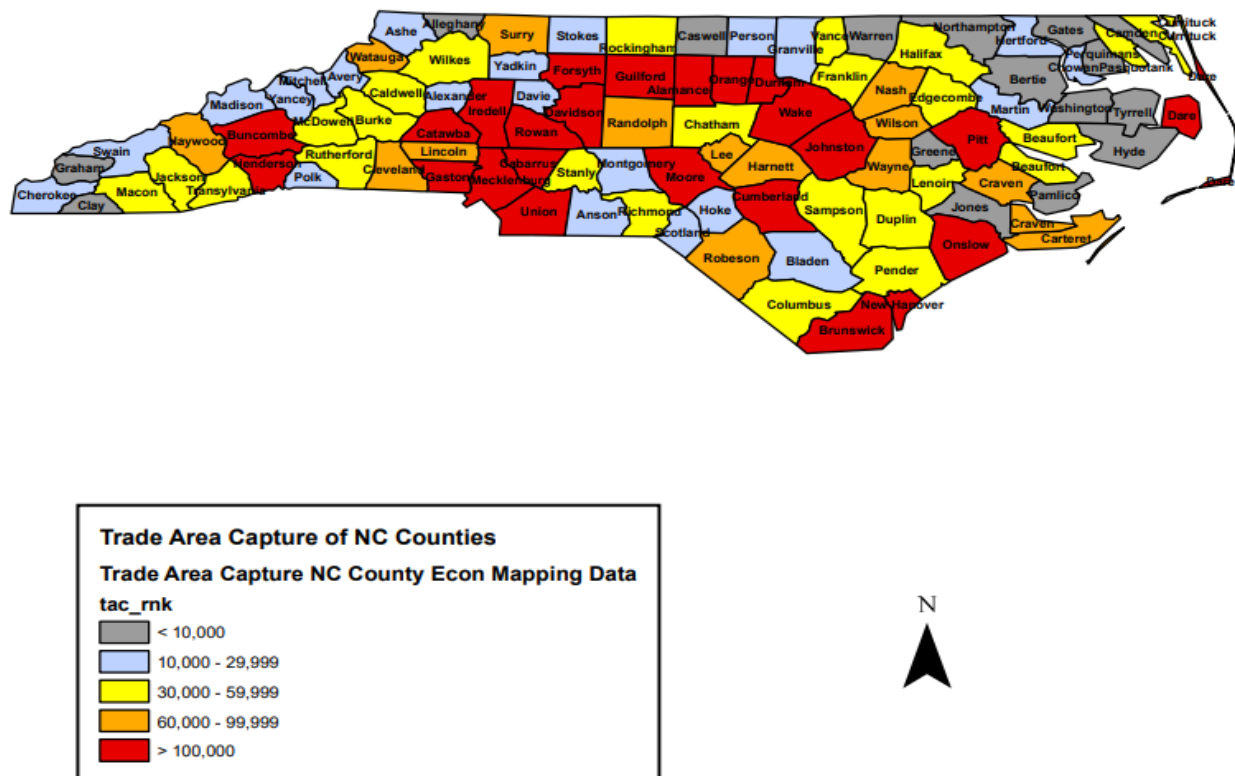 Ashe
Alleghany
Surry
Stokes
Rockingham
Caswell
Person
Granville
Vance
Warren
Northampton
Hertford
Gates
Camden
Currituck
Currituck
Watauga
Wilkes
Yadkin
Forsyth
Guilford
Alamance
Orange
Durham
Franklin
Halifax
Bertie
Perquimans
Chowan
Pasquotank
Dare
Mitchell
Avery
Caldwell
Alexander
Iredell
Davie
Davidson
Randolph
Chatham
Wake
Nash
Edgecombe
Martin
Washington
Tyrrell
Dare
Madison
Yancey
McDowell
Burke
Catawba
Rowan
Wilson
Pitt
Beaufort
Hyde
Swain
Haywood
Buncombe
Rutherford
Lincoln
Cabarrus
Stanly
Montgomery
Moore
Lee
Harnett
Johnston
Wayne
Greene
Lenoir
Beaufort
Craven
Pamlico
Dare
Graham
Jackson
Henderson
Polk
Cleveland
Gaston
Mecklenburg
Cherokee
Clay
Macon
Transylvania
Union
Anson
Richmond
Hoke
Scotland
Cumberland
Sampson
Duplin
Jones
Craven
Carteret
Onslow
Robeson
Bladen
Pender
Columbus
New Hanover
Brunswick
Trade Area Capture of NC Counties
Trade Area Capture NC County Econ Mapping Data
tac_rnk
< 10,000
10,000 - 29,999
30,000 - 59,999
60,000 - 99,999
> 100,000
N